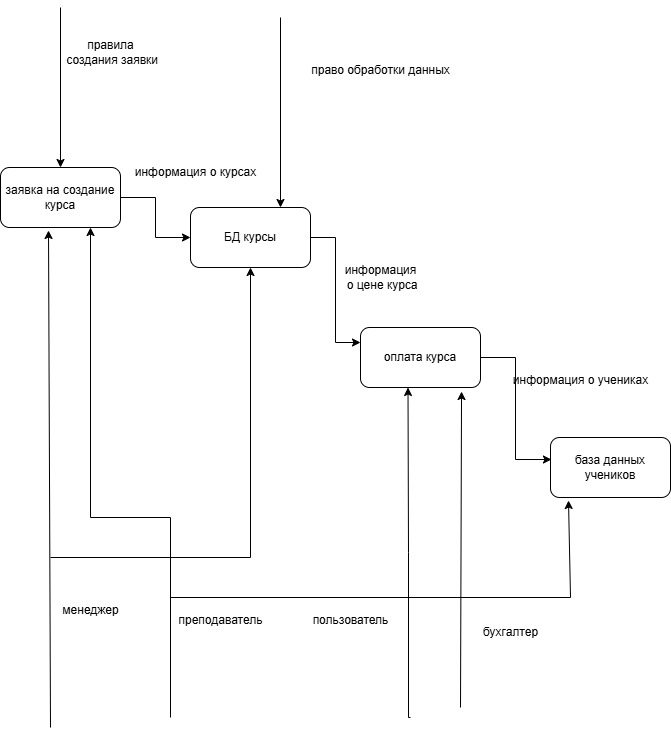 правила
создания заявки
право обработки данных
информация о курсах
заявка на создание
курса
БД курсы
информация
о цене курса
оплата курса
информация о учениках
база данных
учеников
менеджер
преподаватель
пользователь
бухгалтер